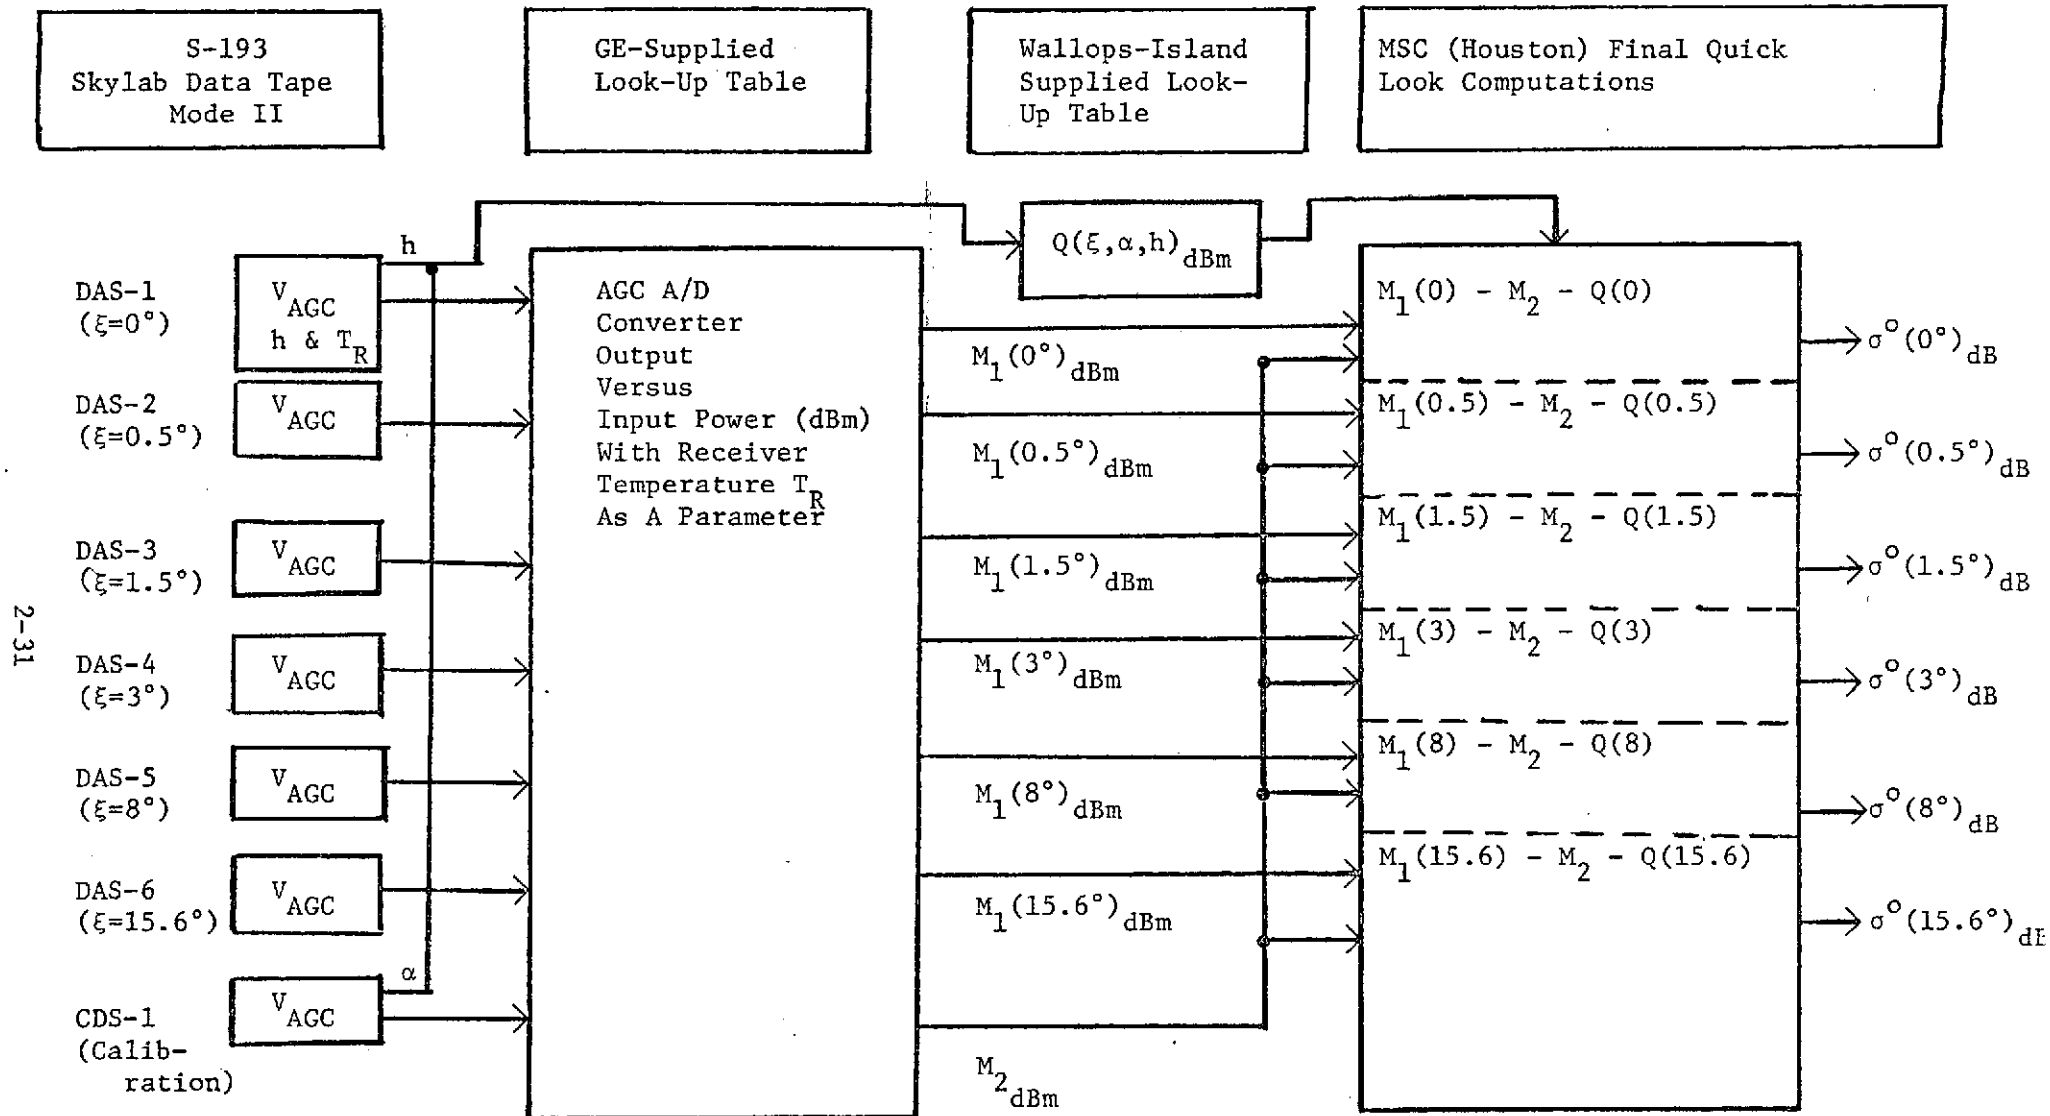 S-193
Skylab Data Tape
Mode II
GE-Supplied
Look-Up Table
Wallops-Island
Supplied Look-
Up Table
MSC (Houston) Final Quick
Look Computations
h
Q(ξ,α,h)dBm
DAS-1
(ξ=0°)
VAGC
h & TR
DAS-2
(ξ=0.5°)
VAGC
DAS-3
(ξ=1.5°)
VAGC
DAS-4
(ξ=3°)
VAGC
DAS-5
(ξ=8°)
VAGC
DAS-6
(ξ=15.6°)
VAGC
α
CDS-1
(Calib-
ration)
VAGC
AGC A/D
Converter
Output
Versus
Input Power (dBm)
With Receiver
Temperature TR
As A Parameter
M1(0°)dBm
M1(0.5°)dBm
M1(1.5°)dBm
M1(3°)dBm
M1(8°)dBm
M1(15.6°)dBm
M2dBm
M1(0) - M2 - Q(0)
M1(0.5) - M2 - Q(0.5)
M1(1.5) - M2 - Q(1.5)
M1(3) - M2 - Q(3)
M1(8) - M2 - Q(8)
M1(15.6) - M2 - Q(15.6)
σ°(0°)dB
σ°(0.5°)dB
σ°(1.5°)dB
σ°(3°)dB
σ°(8°)dB
σ°(15.6°)dB
2-31